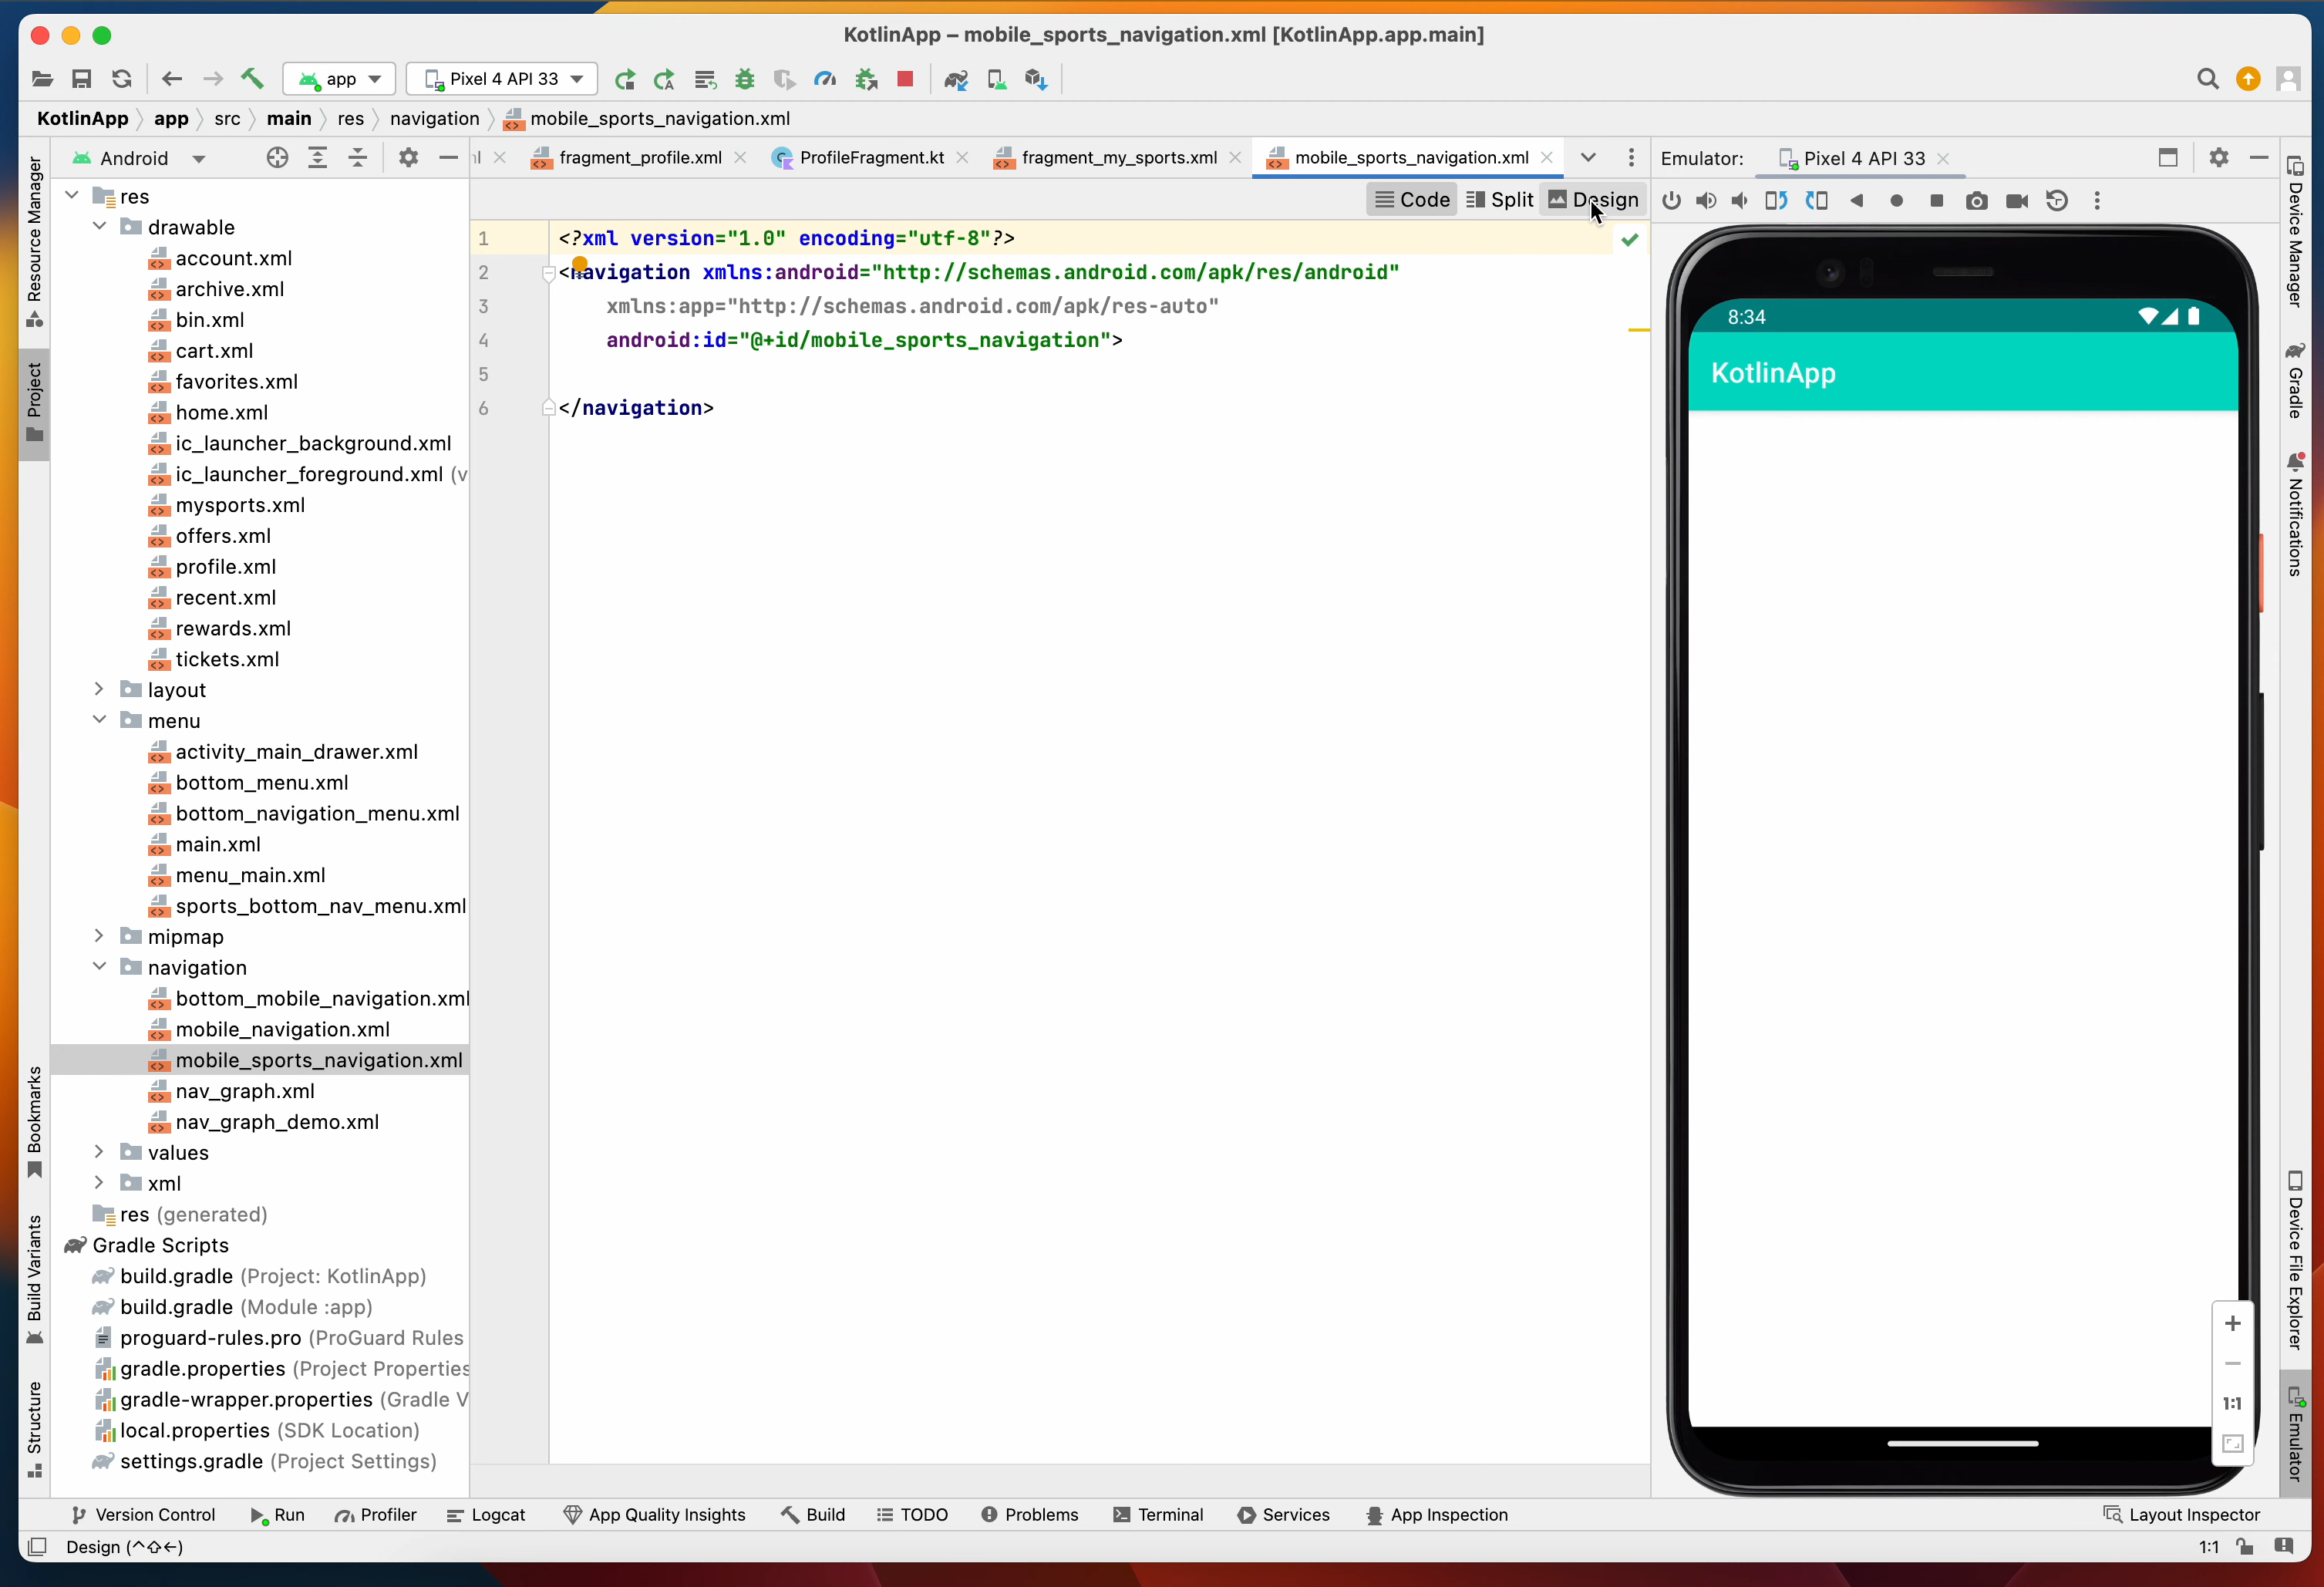 KotlinApp – mobile_sports_navigation.xml [KotlinApp.app.main]
app
Pixel 4 API 33
KotlinApp
app
src
main
res
navigation
mobile_sports_navigation.xml
Android
fragment_profile.xml
ProfileFragment.kt
fragment_my_sports.xml
mobile_sports_navigation.xml
Emulator:
Pixel 4 API 33
Code
Split
Design
Resource Manager
Project
Bookmarks
Build Variants
Structure
res
drawable
account.xml
archive.xml
bin.xml
cart.xml
favorites.xml
home.xml
ic_launcher_background.xml
ic_launcher_foreground.xml (v
mysports.xml
offers.xml
profile.xml
recent.xml
rewards.xml
tickets.xml
layout
menu
activity_main_drawer.xml
bottom_menu.xml
bottom_navigation_menu.xml
main.xml
menu_main.xml
sports_bottom_nav_menu.xml
mipmap
navigation
bottom_mobile_navigation.xml
mobile_navigation.xml
mobile_sports_navigation.xml
nav_graph.xml
nav_graph_demo.xml
values
xml
res (generated)
Gradle Scripts
build.gradle (Project: KotlinApp)
build.gradle (Module :app)
proguard-rules.pro (ProGuard Rules
gradle.properties (Project Properties
gradle-wrapper.properties (Gradle V
local.properties (SDK Location)
settings.gradle (Project Settings)
1 <?xml version="1.0" encoding="utf-8"?>
2 <navigation xmlns:android="http://schemas.android.com/apk/res/android"
3 xmlns:app="http://schemas.android.com/apk/res-auto"
4 android:id="@+id/mobile_sports_navigation">
5
6 </navigation>
8:34
KotlinApp
1:1
Device Manager
Gradle
Notifications
Device File Explorer
Emulator
Version Control
Run
Profiler
Logcat
App Quality Insights
Build
TODO
Problems
Terminal
Services
App Inspection
Layout Inspector
Design (^⇧←)
1:1